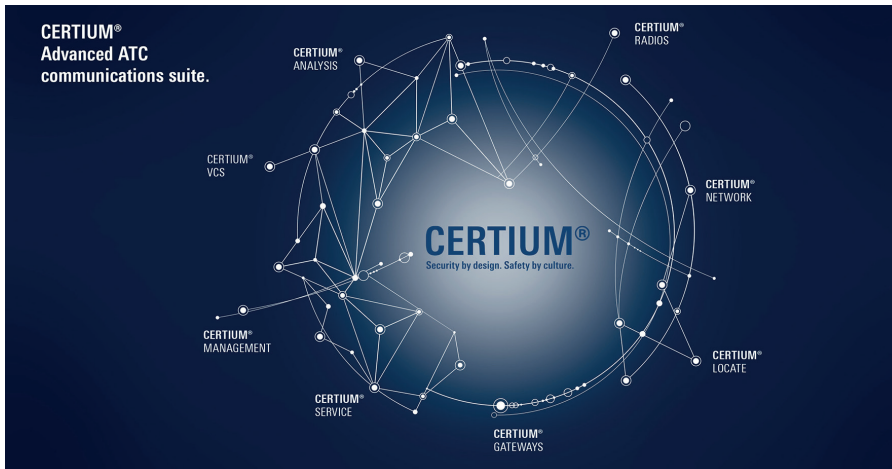 CERTIUM®
Advanced ATC
communications suite.
CERTIUM®
ANALYSIS
CERTIUM®
RADIOS
CERTIUM®
VCS
CERTIUM®
NETWORK
CERTIUM®
Security by design. Safety by culture.
CERTIUM®
MANAGEMENT
CERTIUM®
LOCATE
CERTIUM®
SERVICE
CERTIUM®
GATEWAYS